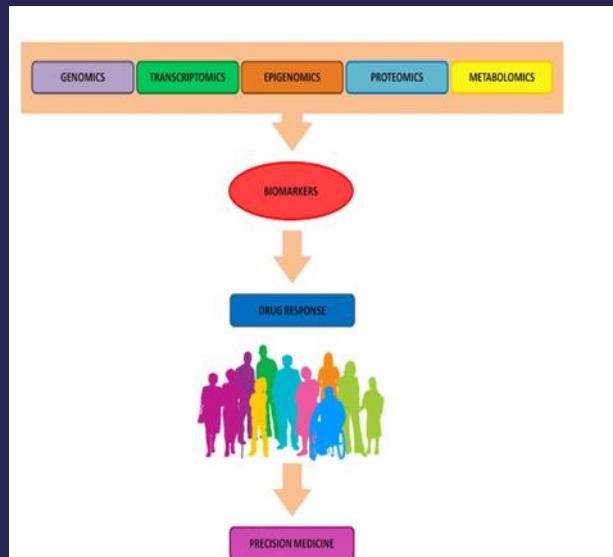 GENOMICS TRANSCRIPTOMICS EPIGENOMICS PROTEOMICS METABOLOMICS
BIOMARKERS
DRUG RESPONSE
PRECISION MEDICINE